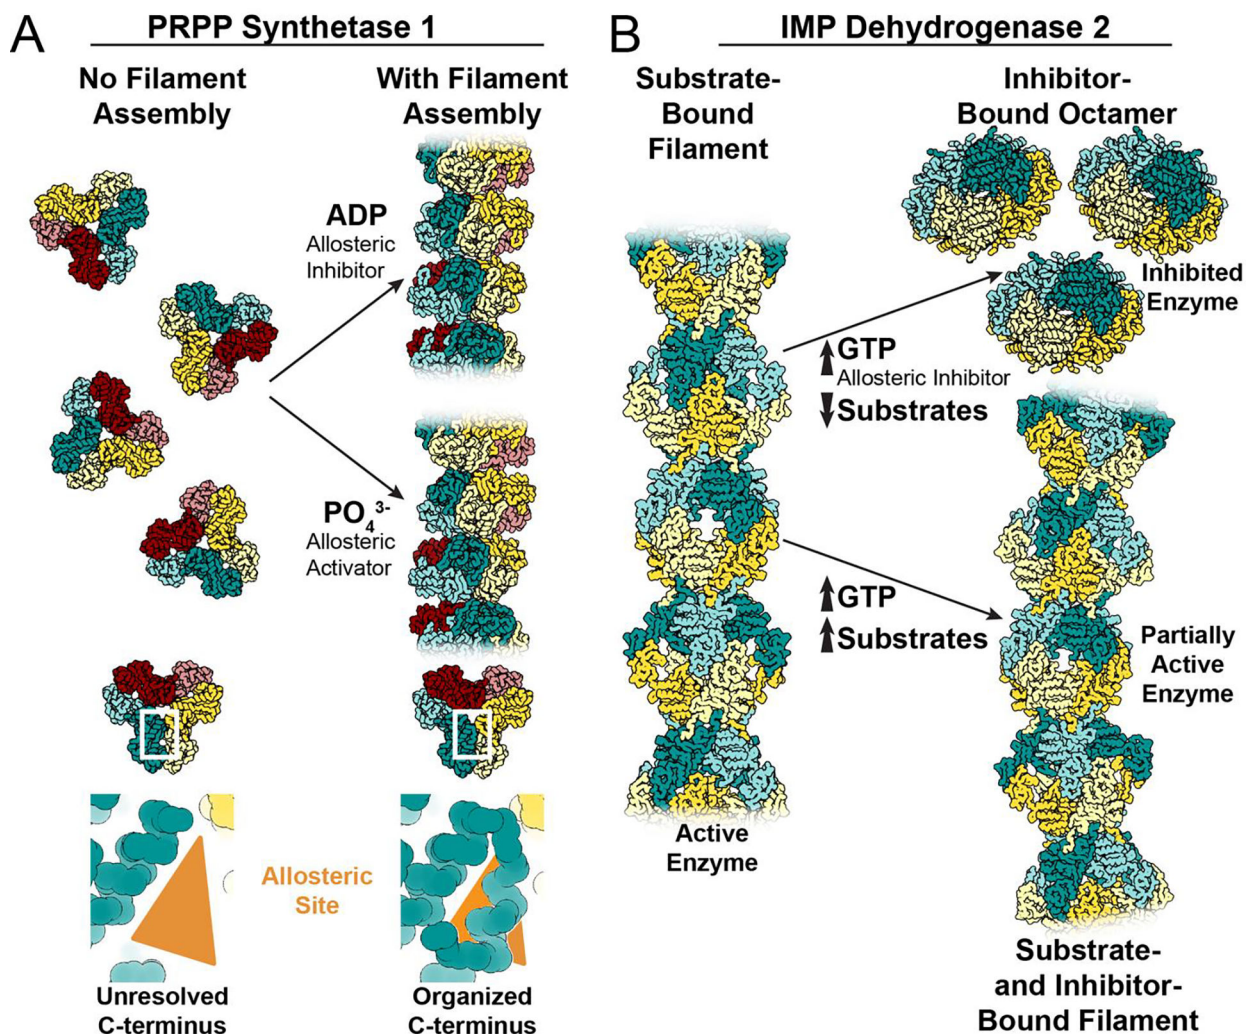 A
PRPP Synthetase 1
No Filament
Assembly
With Filament
Assembly
ADP
Allosteric
Inhibitor
PO₄³⁻
Allosteric
Activator
Allosteric
Site
Unresolved
C-terminus
Organized
C-terminus
B
IMP Dehydrogenase 2
Substrate-
Bound
Filament
Inhibitor-
Bound Octamer
Inhibited
Enzyme
GTP
Allosteric Inhibitor
Substrates
GTP
Substrates
Partially
Active
Enzyme
Active
Enzyme
Substrate-
and Inhibitor-
Bound Filament